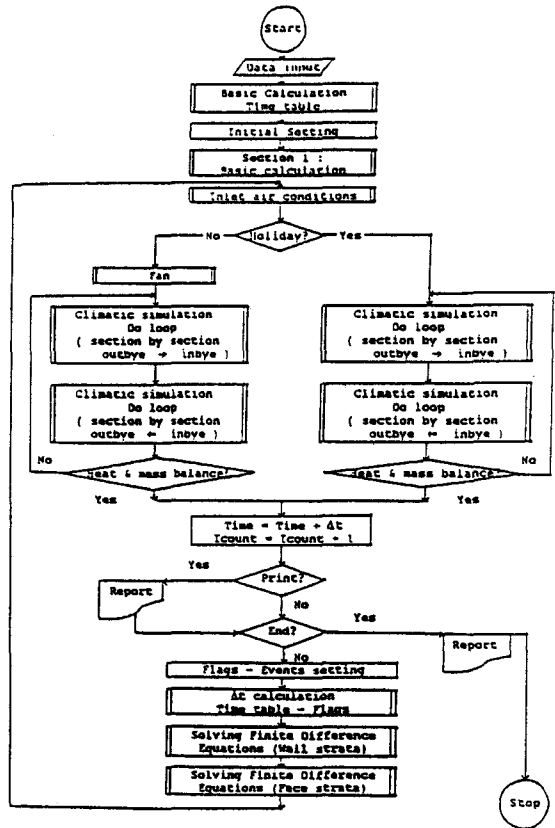 Start
Data input
Basic Calculation
Time table
Initial Setting
Section 1 :
Basic calculation
Inlet air conditions
No
Holiday?
Yes
Fan
Climatic simulation
Do loop
( section by section
outbye → inbye )
Climatic simulation
Do loop
( section by section
outbye → inbye )
Climatic simulation
Do loop
( section by section
outbye ← inbye )
Climatic simulation
Do loop
( section by section
outbye ← inbye )
No
Heat & mass balance?
Yes
Heat & mass balance?
No
Yes
Time = Time + Δt
Icount = Icount + 1
Yes
Print?
Report
No
Yes
End?
Report
No
Flags - Events setting
Δt calculation
Time table - Flags
Solving Finite Difference
Equations (Wall strata)
Solving Finite Difference
Equations (Face strata)
Stop